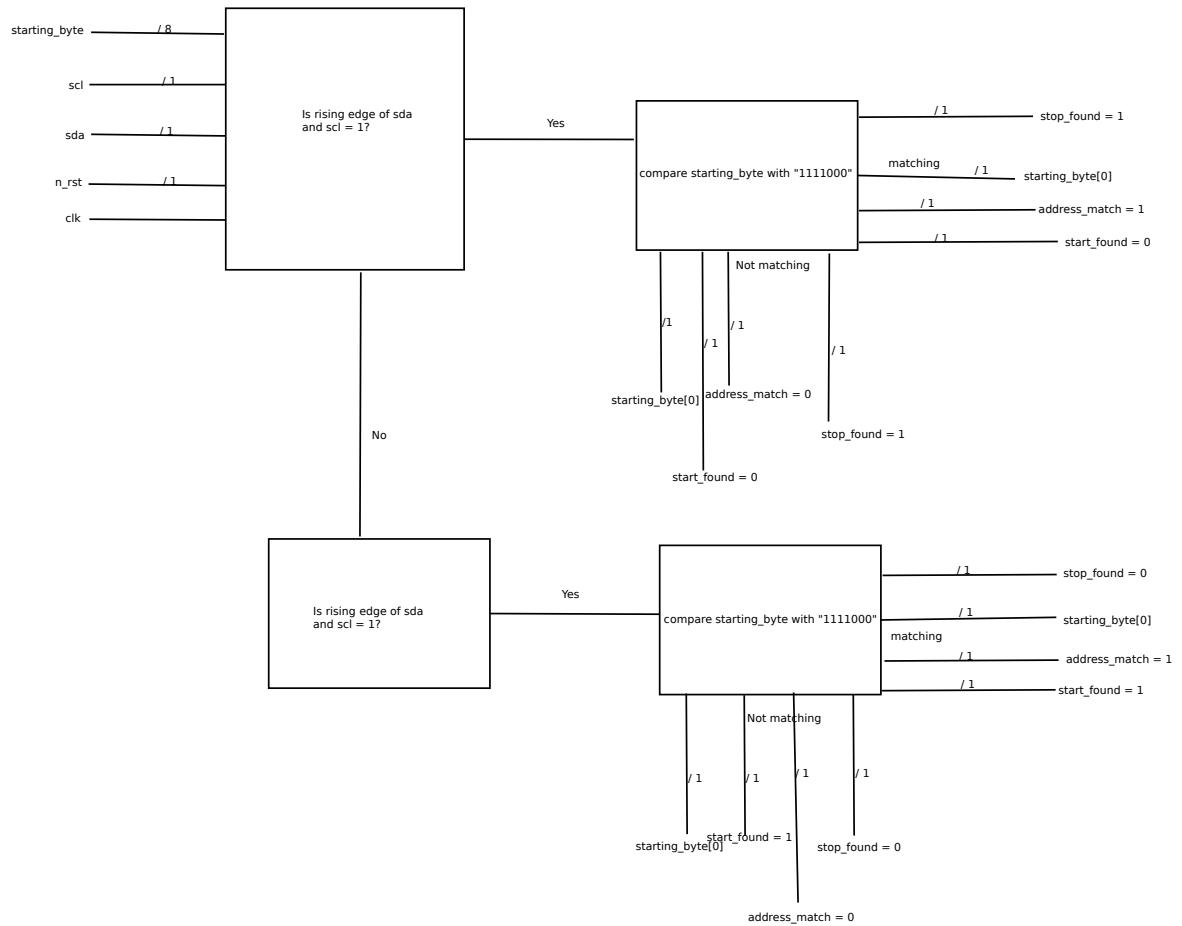 starting_byte
/ 8
scl
/ 1
sda
/ 1
n_rst
/ 1
clk
Is rising edge of sda
and scl = 1?
Yes
compare starting_byte with "1111000"
/ 1
stop_found = 1
matching
/ 1
starting_byte[0]
/ 1
address_match = 1
/ 1
start_found = 0
Not matching
/1
/ 1
/ 1
/ 1
starting_byte[0]
address_match = 0
stop_found = 1
start_found = 0
No
Is rising edge of sda
and scl = 1?
Yes
compare starting_byte with "1111000"
/ 1
stop_found = 0
/ 1
starting_byte[0]
matching
/ 1
address_match = 1
/ 1
start_found = 1
Not matching
/ 1
/ 1
/ 1
/ 1
starting_byte[0]
start_found = 1
stop_found = 0
address_match = 0